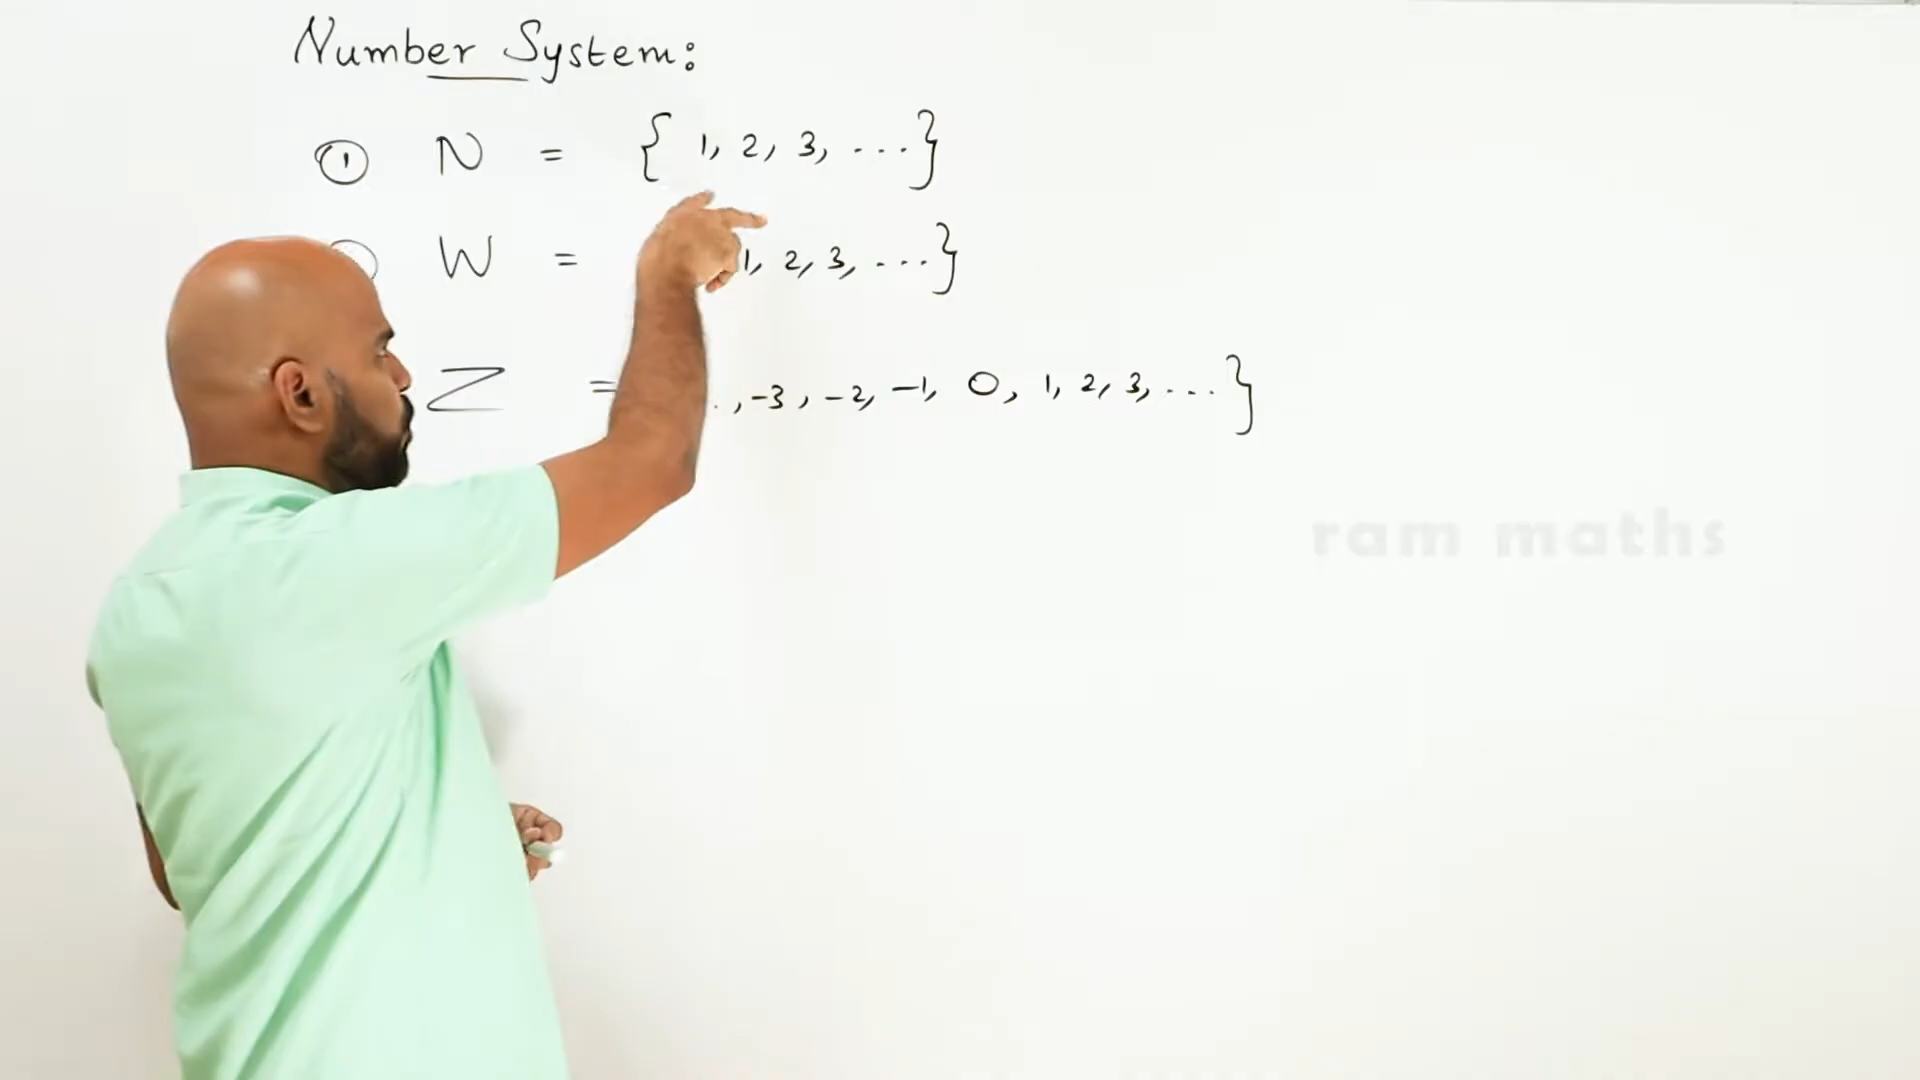 Number System:
① N = { 1, 2, 3, ...}
W = 1, 2, 3, ...}
Z = ., -3, -2, -1, 0, 1, 2, 3, ...}
ram maths